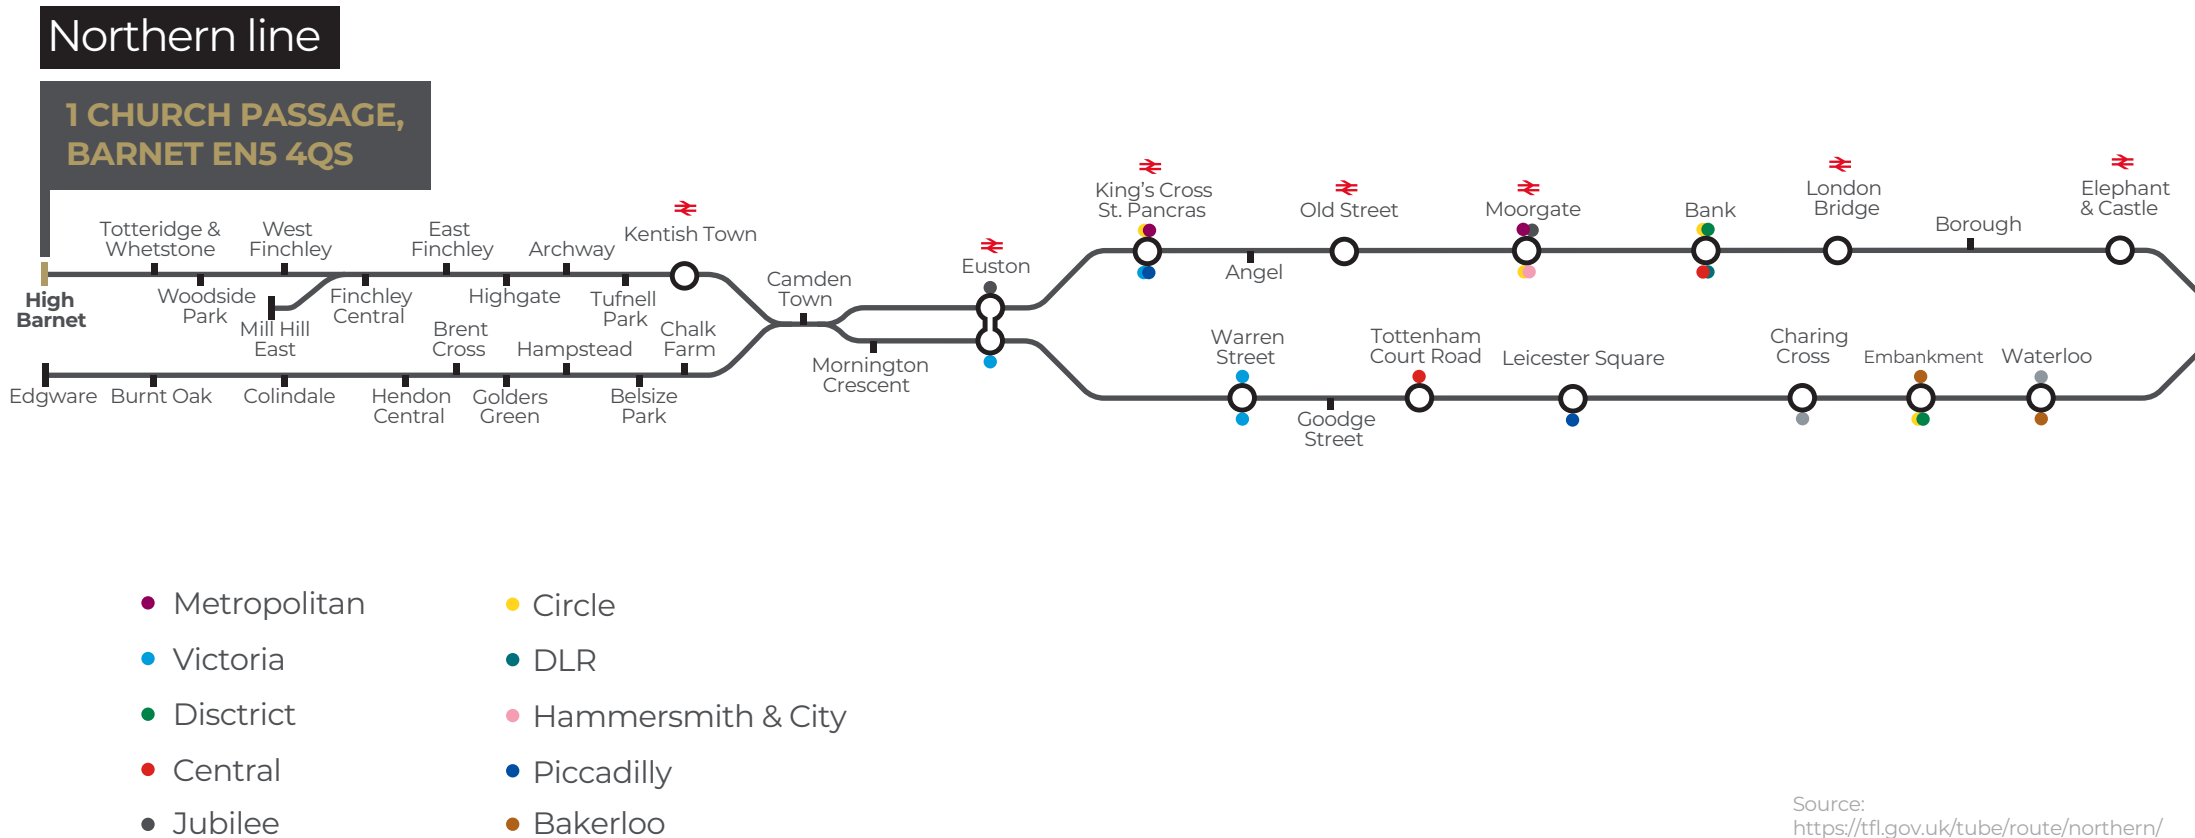 Northern line
1 CHURCH PASSAGE,
BARNET EN5 4QS
High
Barnet
Totteridge &
Whetstone
Woodside
Park
West
Finchley
Mill Hill
East
Finchley
Central
East
Finchley
Highgate
Archway
Tufnell
Park
Kentish Town
Edgware
Burnt Oak
Colindale
Hendon
Central
Brent
Cross
Golders
Green
Hampstead
Belsize
Park
Chalk
Farm
Camden
Town
Mornington
Crescent
Euston
King's Cross
St. Pancras
Angel
Old Street
Moorgate
Bank
London
Bridge
Borough
Elephant
& Castle
Warren
Street
Goodge
Street
Tottenham
Court Road
Leicester Square
Charing
Cross
Embankment
Waterloo
Metropolitan
Victoria
Disctrict
Central
Jubilee
Circle
DLR
Hammersmith & City
Piccadilly
Bakerloo
Source:
https://tfl.gov.uk/tube/route/northern/